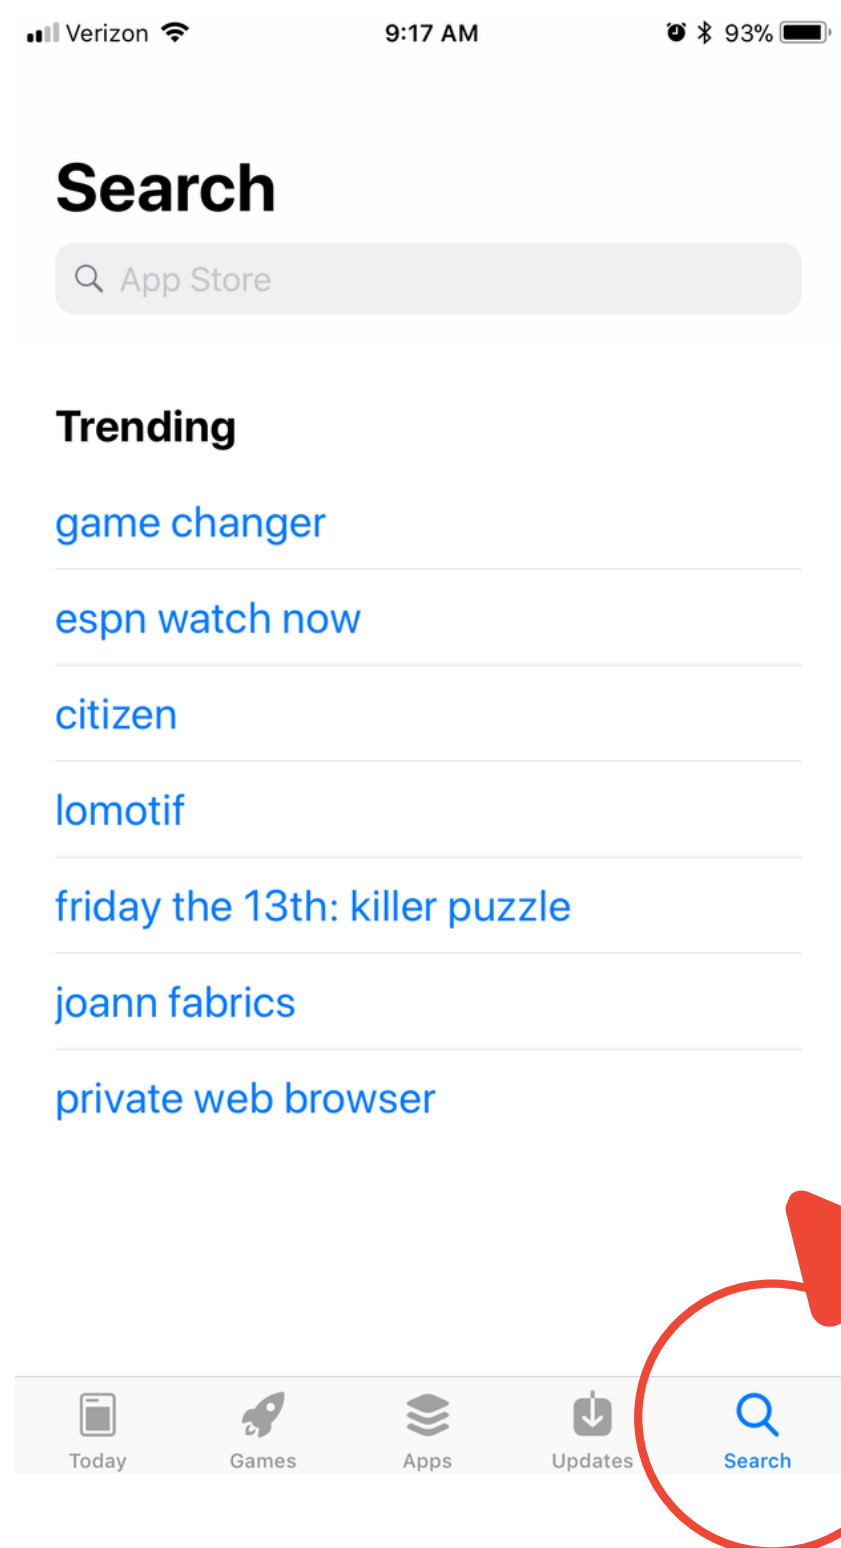 Verizon 9:17 AM 93%
Search
App Store
Trending
game changer
espn watch now
citizen
lomotif
friday the 13th: killer puzzle
joann fabrics
private web browser
Today Games Apps Updates Search